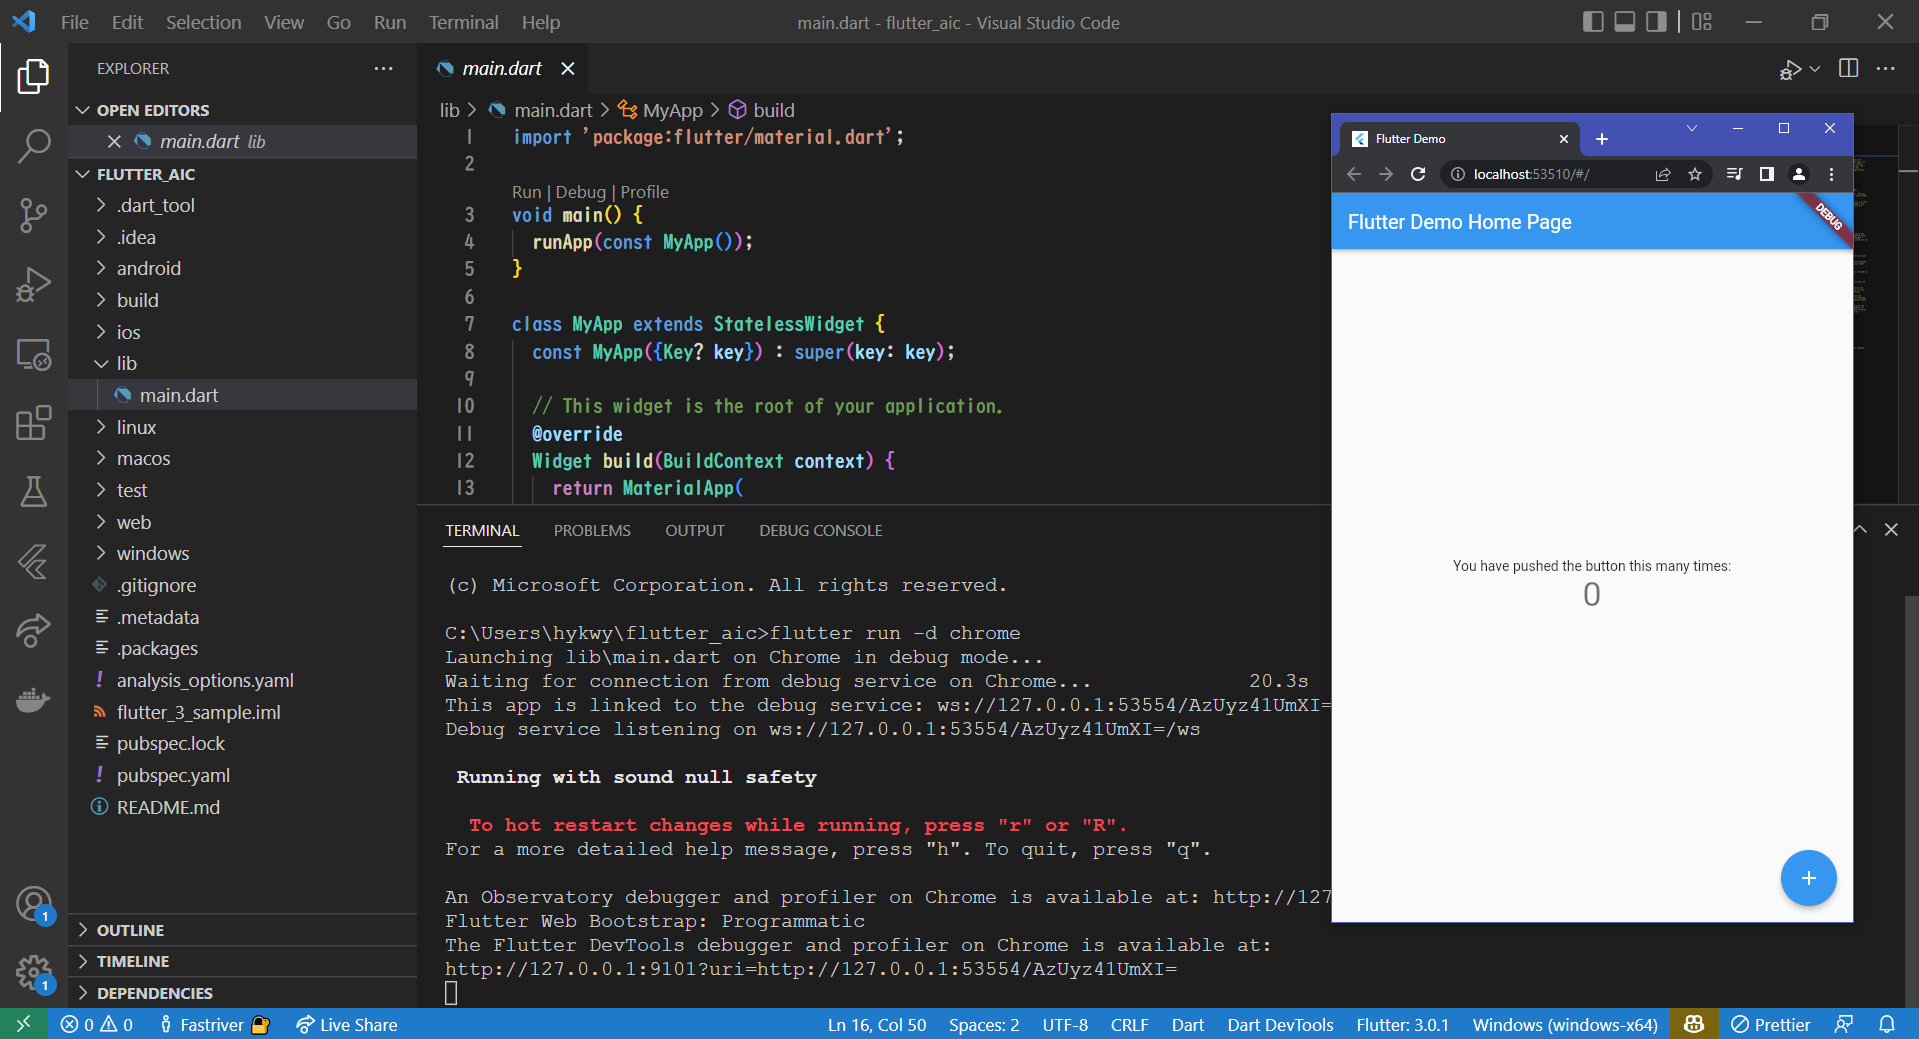 File Edit Selection View Go Run Terminal Help
main.dart - flutter_aic - Visual Studio Code
EXPLORER
OPEN EDITORS
main.dart lib
FLUTTER_AIC
.dart_tool
.idea
android
build
ios
lib
main.dart
linux
macos
test
web
windows
.gitignore
.metadata
.packages
analysis_options.yaml
flutter_3_sample.iml
pubspec.lock
pubspec.yaml
README.md
OUTLINE
TIMELINE
DEPENDENCIES
1
1
main.dart
lib > main.dart > MyApp > build
1 import 'package:flutter/material.dart';
2
Run | Debug | Profile
3 void main() {
4 runApp(const MyApp());
5 }
6
7 class MyApp extends StatelessWidget {
8 const MyApp({Key? key}) : super(key: key);
9
10 // This widget is the root of your application.
11 @override
12 Widget build(BuildContext context) {
13 return MaterialApp(
TERMINAL PROBLEMS OUTPUT DEBUG CONSOLE
(c) Microsoft Corporation. All rights reserved.
C:\Users\hykwy\flutter_aic>flutter run -d chrome
Launching lib\main.dart on Chrome in debug mode...
Waiting for connection from debug service on Chrome... 20.3s
This app is linked to the debug service: ws://127.0.0.1:53554/AzUyz41UmXI=
Debug service listening on ws://127.0.0.1:53554/AzUyz41UmXI=/ws
Running with sound null safety
To hot restart changes while running, press "r" or "R".
For a more detailed help message, press "h". To quit, press "q".
An Observatory debugger and profiler on Chrome is available at: http://127
Flutter Web Bootstrap: Programmatic
The Flutter DevTools debugger and profiler on Chrome is available at:
http://127.0.0.1:9101?uri=http://127.0.0.1:53554/AzUyz41UmXI=
Flutter Demo
localhost:53510/#/
Flutter Demo Home Page
DEBUG
You have pushed the button this many times:
0
+
0 0 Fastriver Live Share
Ln 16, Col 50 Spaces: 2 UTF-8 CRLF Dart Dart DevTools Flutter: 3.0.1 Windows (windows-x64) Prettier